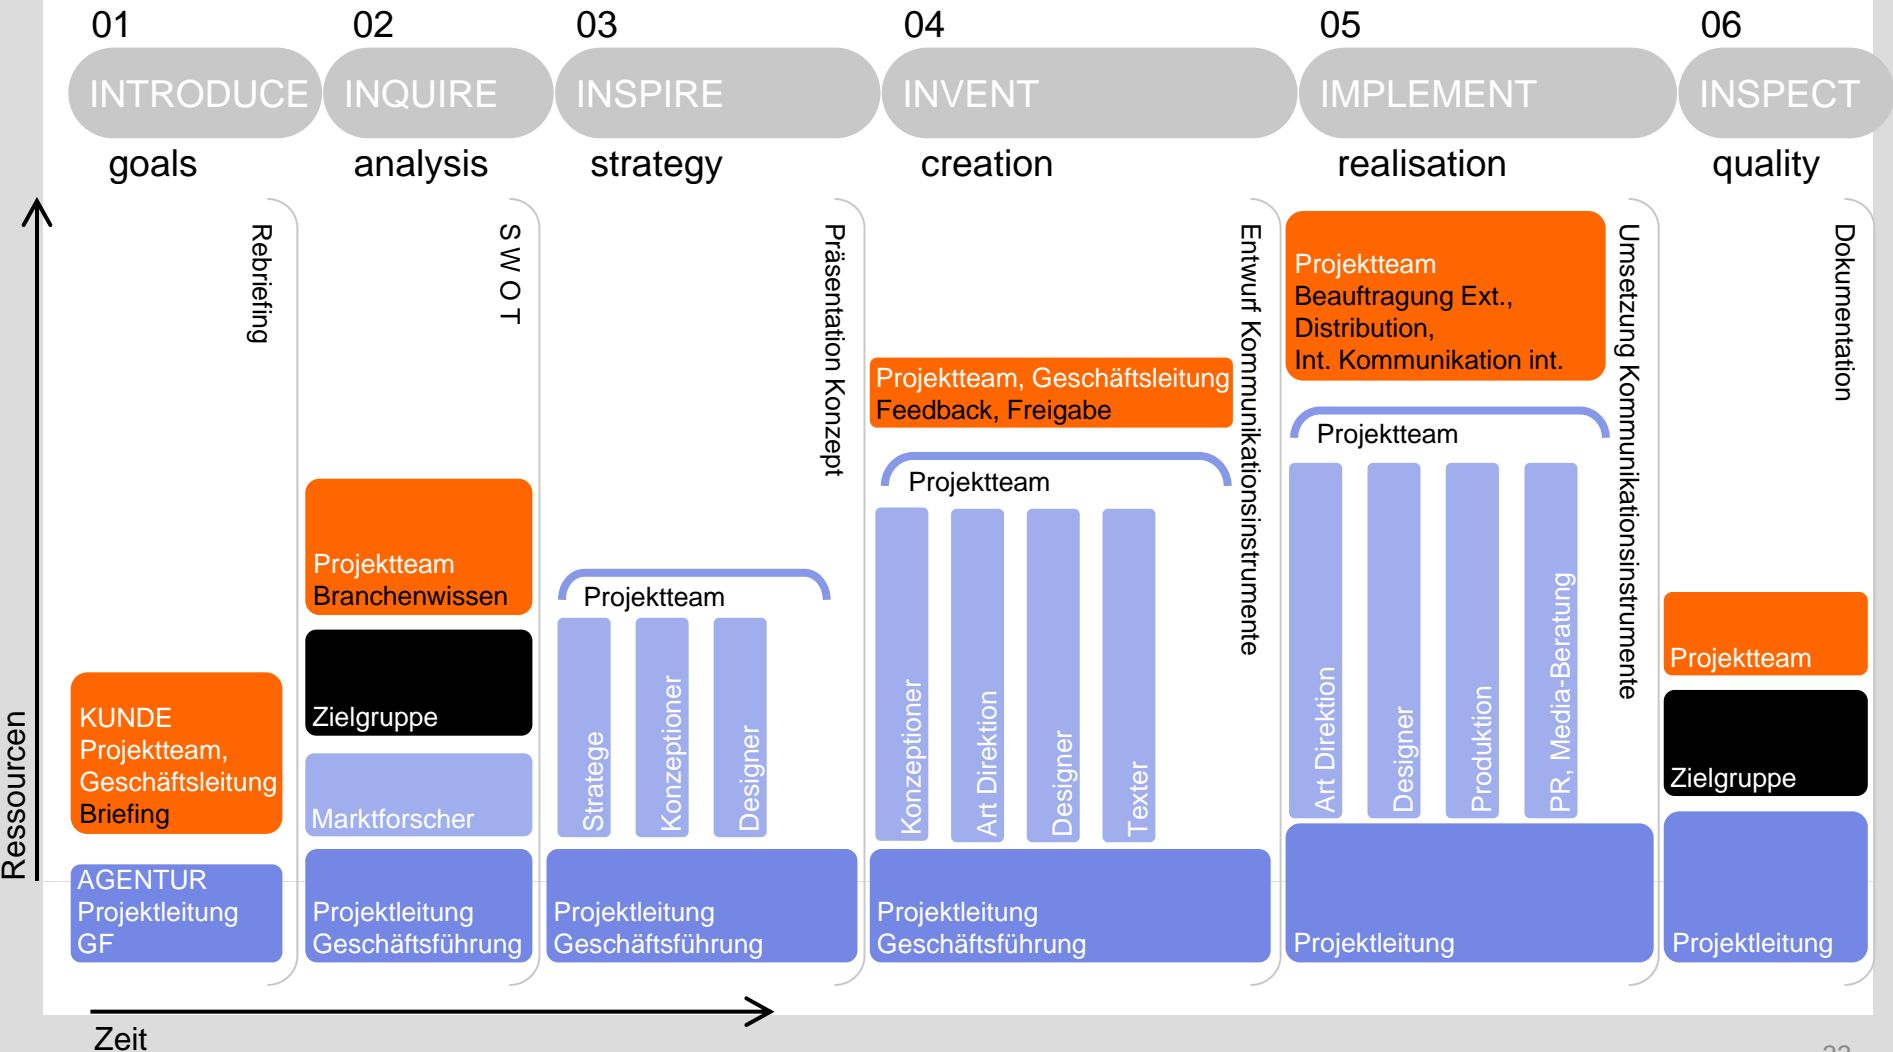 01
02
03
04
05
06
INTRODUCE
INQUIRE
INSPIRE
INVENT
IMPLEMENT
INSPECT
goals
analysis
strategy
creation
realisation
quality
Ressourcen
Rebriefing
KUNDE
Projektteam,
Geschäftsleitung
Briefing
AGENTUR
Projektleitung
GF
S W O T
Projektteam
Branchenwissen
Zielgruppe
Marktforscher
Projektleitung
Geschäftsführung
Präsentation Konzept
Projektteam
Stratege
Konzeptioner
Designer
Projektleitung
Geschäftsführung
Entwurf Kommunikationsinstrumente
Projektteam, Geschäftsleitung
Feedback, Freigabe
Projektteam
Konzeptioner
Art Direktion
Designer
Texter
Projektleitung
Geschäftsführung
Umsetzung Kommunikationsinstrumente
Projektteam
Beauftragung Ext.,
Distribution,
Int. Kommunikation int.
Projektteam
Art Direktion
Designer
Produktion
PR, Media-Beratung
Projektleitung
Dokumentation
Projektteam
Zielgruppe
Projektleitung
Zeit